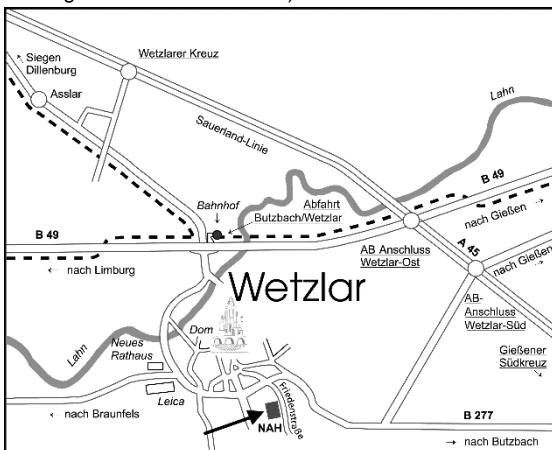 Siegen
Dillenburg
Wetzlarer Kreuz
Asslar
Lahn
Sauerland-Linie
B 49
Bahnhof
Abfahrt
Butzbach/Wetzlar
nach Gießen →
B 49
← nach Limburg
AB Anschluss
Wetzlar-Ost
A 45
nach Gießen
Wetzlar
AB-
Anschluss
Wetzlar-Süd
Dom
Neues
Rathaus
Lahn
Gießener
Südkreuz
Leica
Friedenstraße
← nach Braunfels
NAH
B 277
→ nach Butzbach